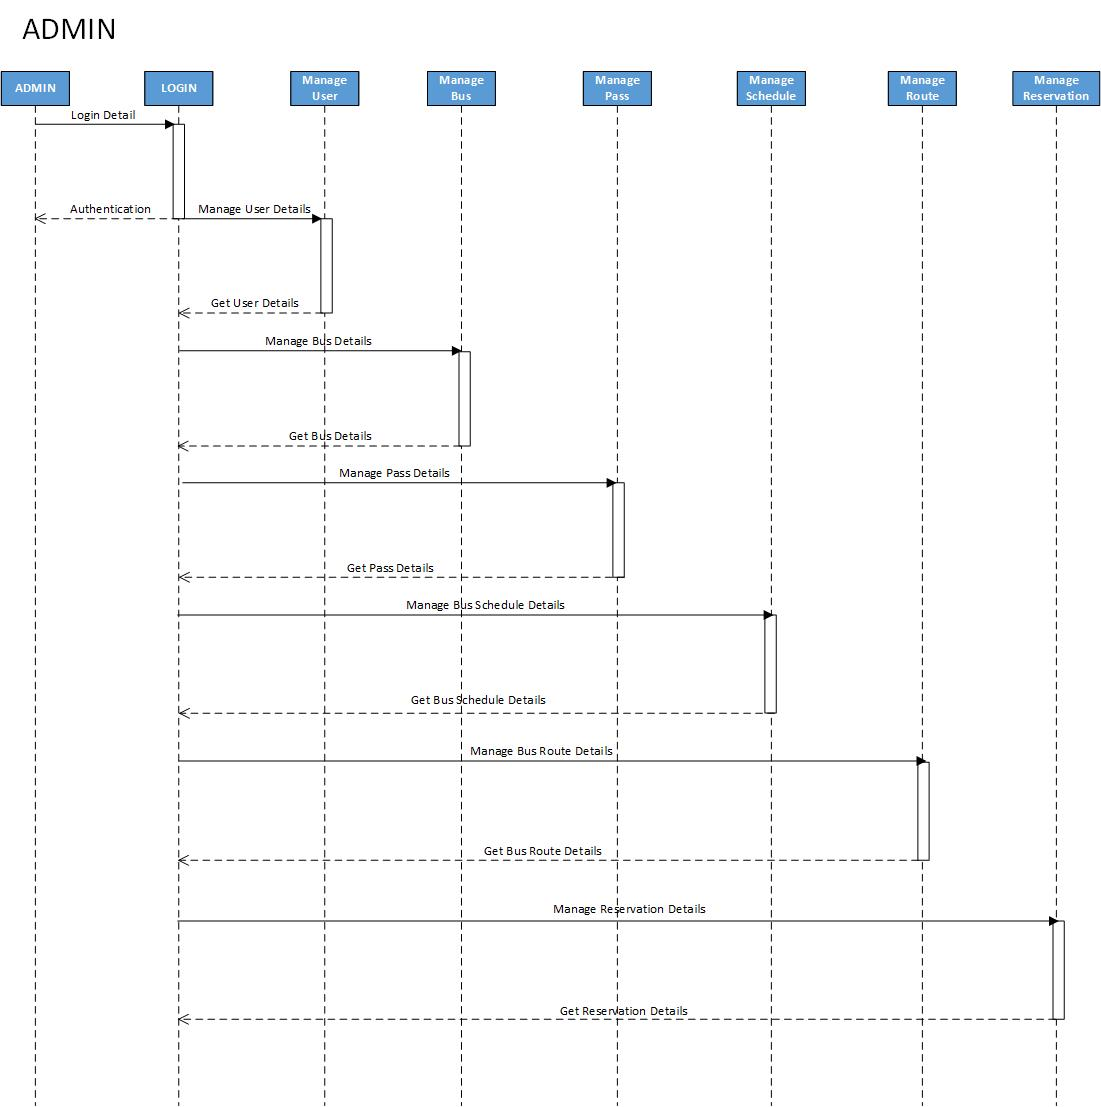 ADMIN
ADMIN
LOGIN
Manage
User
Manage
Bus
Manage
Pass
Manage
Schedule
Manage
Route
Manage
Reservation
Login Detail
Authentication
Manage User Details
Get User Details
Manage Bus Details
Get Bus Details
Manage Pass Details
Get Pass Details
Manage Bus Schedule Details
Get Bus Schedule Details
Manage Bus Route Details
Get Bus Route Details
Manage Reservation Details
Get Reservation Details